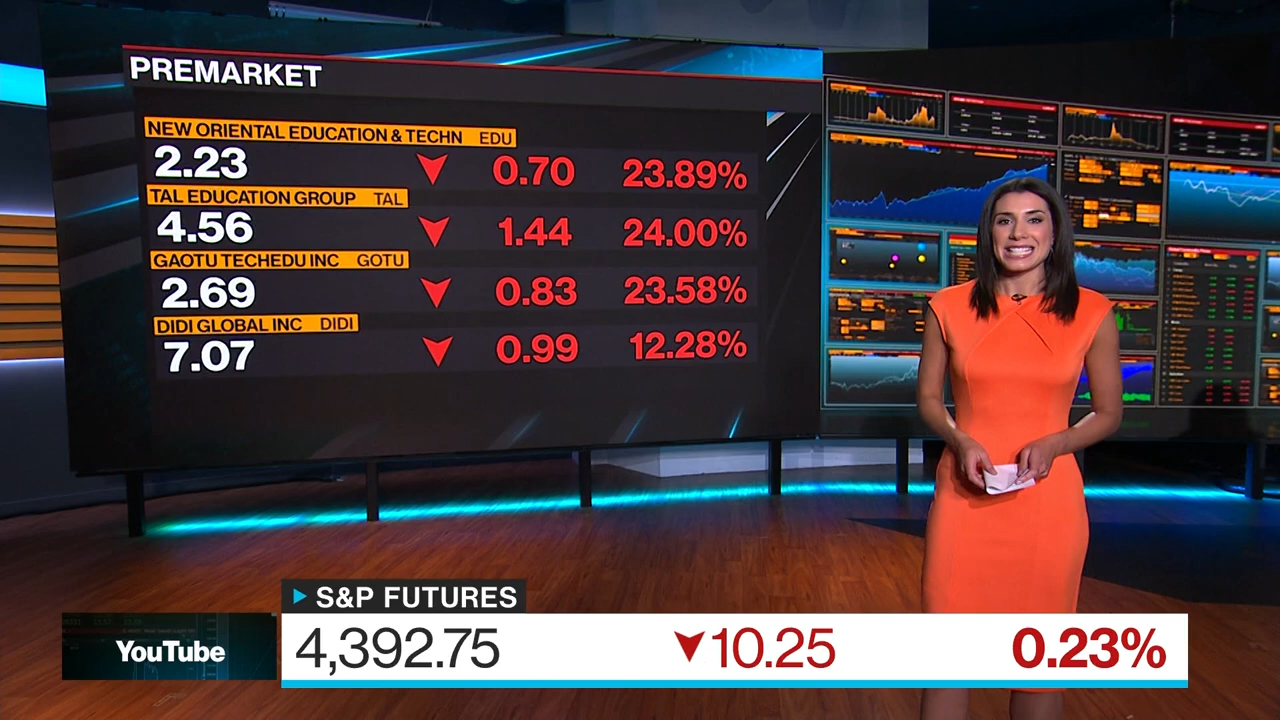 PREMARKET
NEW ORIENTAL EDUCATION & TECHN EDU
2.23 0.70 23.89%
TAL EDUCATION GROUP TAL
4.56 1.44 24.00%
GAOTU TECHEDU INC GOTU
2.69 0.83 23.58%
DIDI GLOBAL INC DIDI
7.07 0.99 12.28%
S&P FUTURES
YouTube
4,392.75 10.25 0.23%